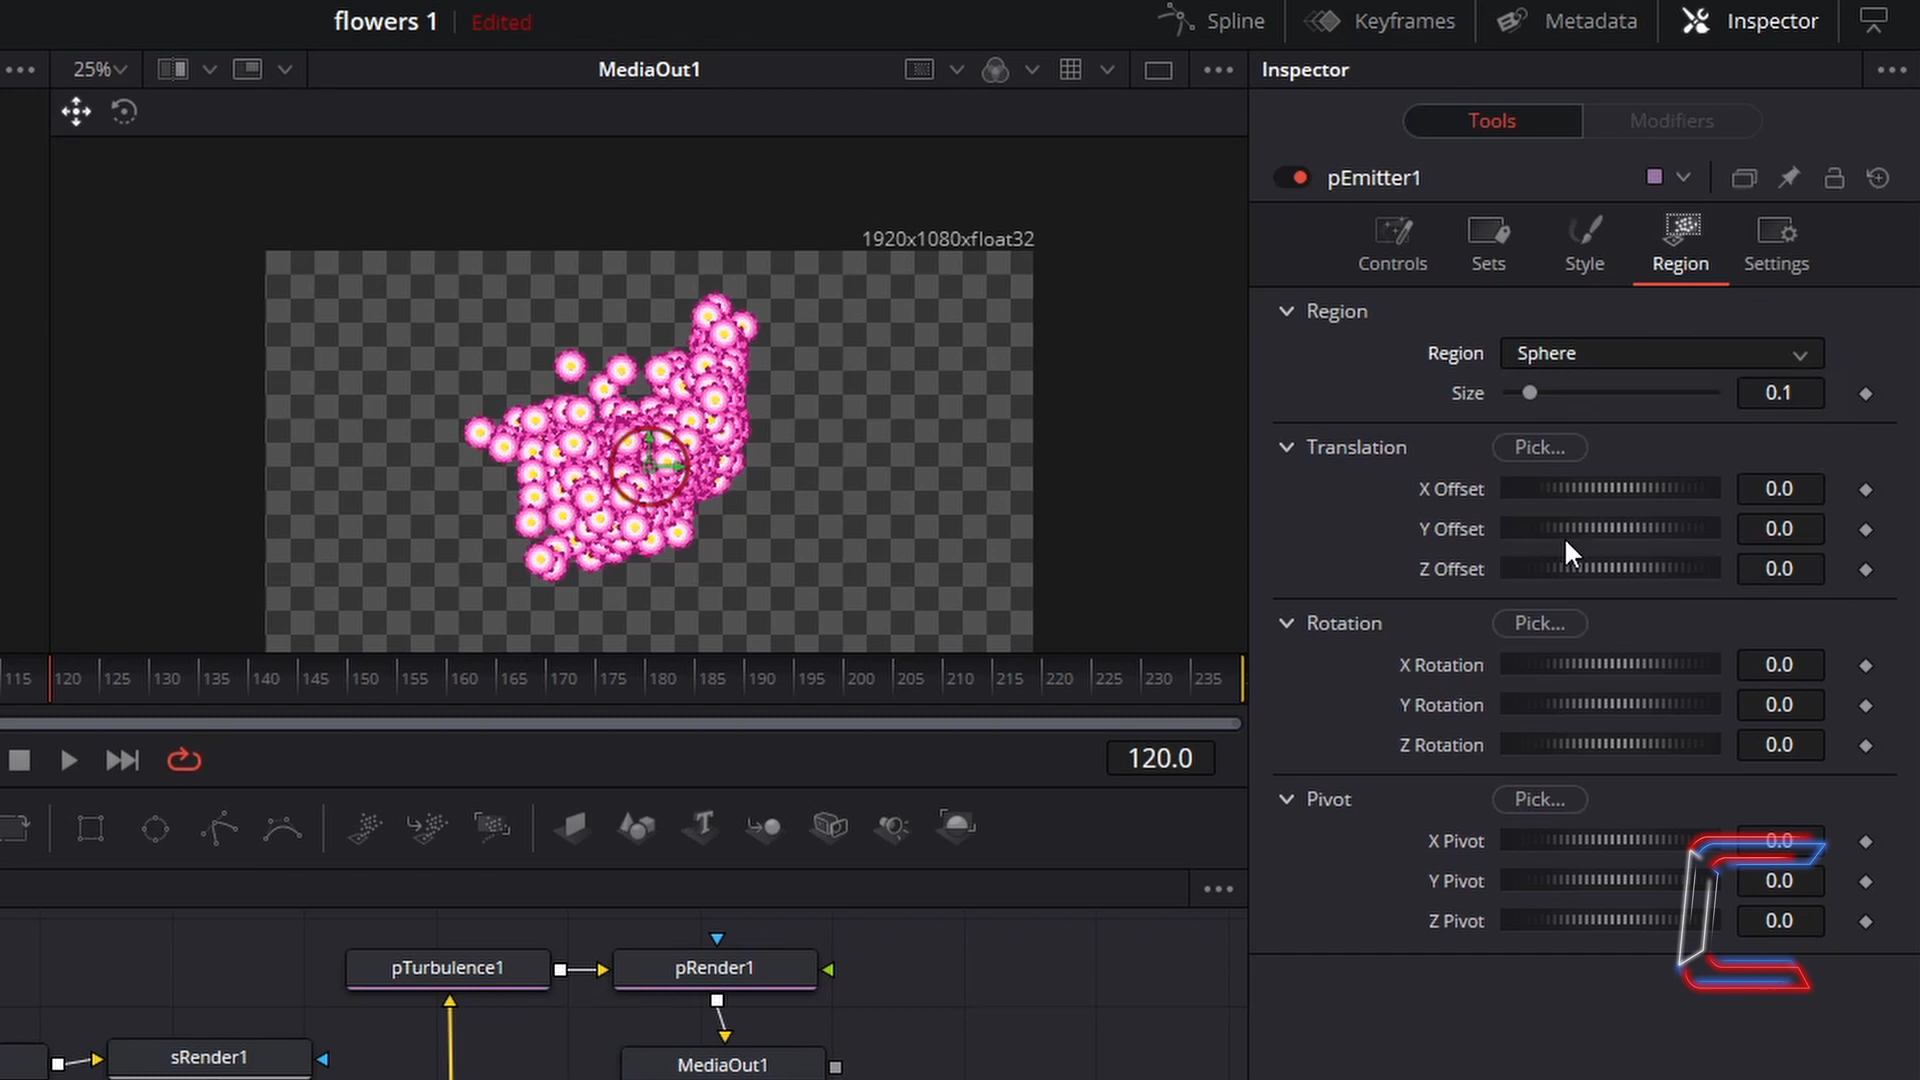 flowers 1 Edited Spline Keyframes Metadata Inspector
25% MediaOut1 Inspector
Tools Modifiers
pEmitter1
1920x1080xfloat32
Controls Sets Style Region Settings
Region
Region Sphere
Size 0.1
Translation Pick...
X Offset 0.0
Y Offset 0.0
Z Offset 0.0
Rotation Pick...
X Rotation 0.0
Y Rotation 0.0
Z Rotation 0.0
Pivot Pick...
X Pivot 0.0
Y Pivot 0.0
Z Pivot 0.0
115 120 125 130 135 140 145 150 155 160 165 170 175 180 185 190 195 200 205 210 215 220 225 230 235
120.0
pTurbulence1 pRender1
sRender1 MediaOut1